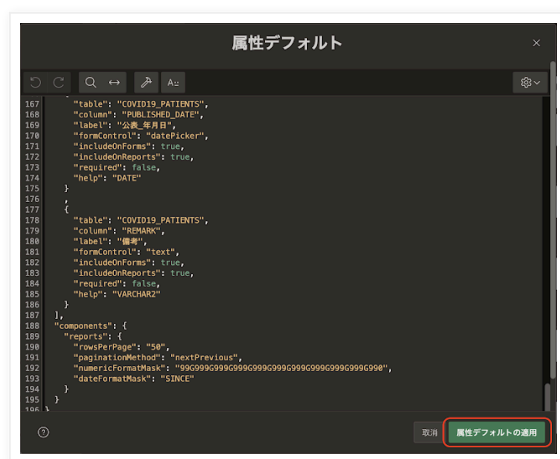 属性デフォルト
167 "table": "COVID19_PATIENTS",
168 "column": "PUBLISHED_DATE",
169 "label": "公表_年月日",
170 "formControl": "datePicker",
171 "includeOnForms": true,
172 "includeOnReports": true,
173 "required": false,
174 "help": "DATE"
175 }
176 ,
177 {
178 "table": "COVID19_PATIENTS",
179 "column": "REMARK",
180 "label": "備考",
181 "formControl": "text",
182 "includeOnForms": true,
183 "includeOnReports": true,
184 "required": false,
185 "help": "VARCHAR2"
186 }
187 ],
188 "components": {
189 "reports": {
190 "rowsPerPage": "50",
191 "paginationMethod": "nextPrevious",
192 "numericFormatMask": "99G999G999G999G999G999G999G999G999G999G990",
193 "dateFormatMask": "SINCE"
194 }
195 }
196 }
取消
属性デフォルトの適用